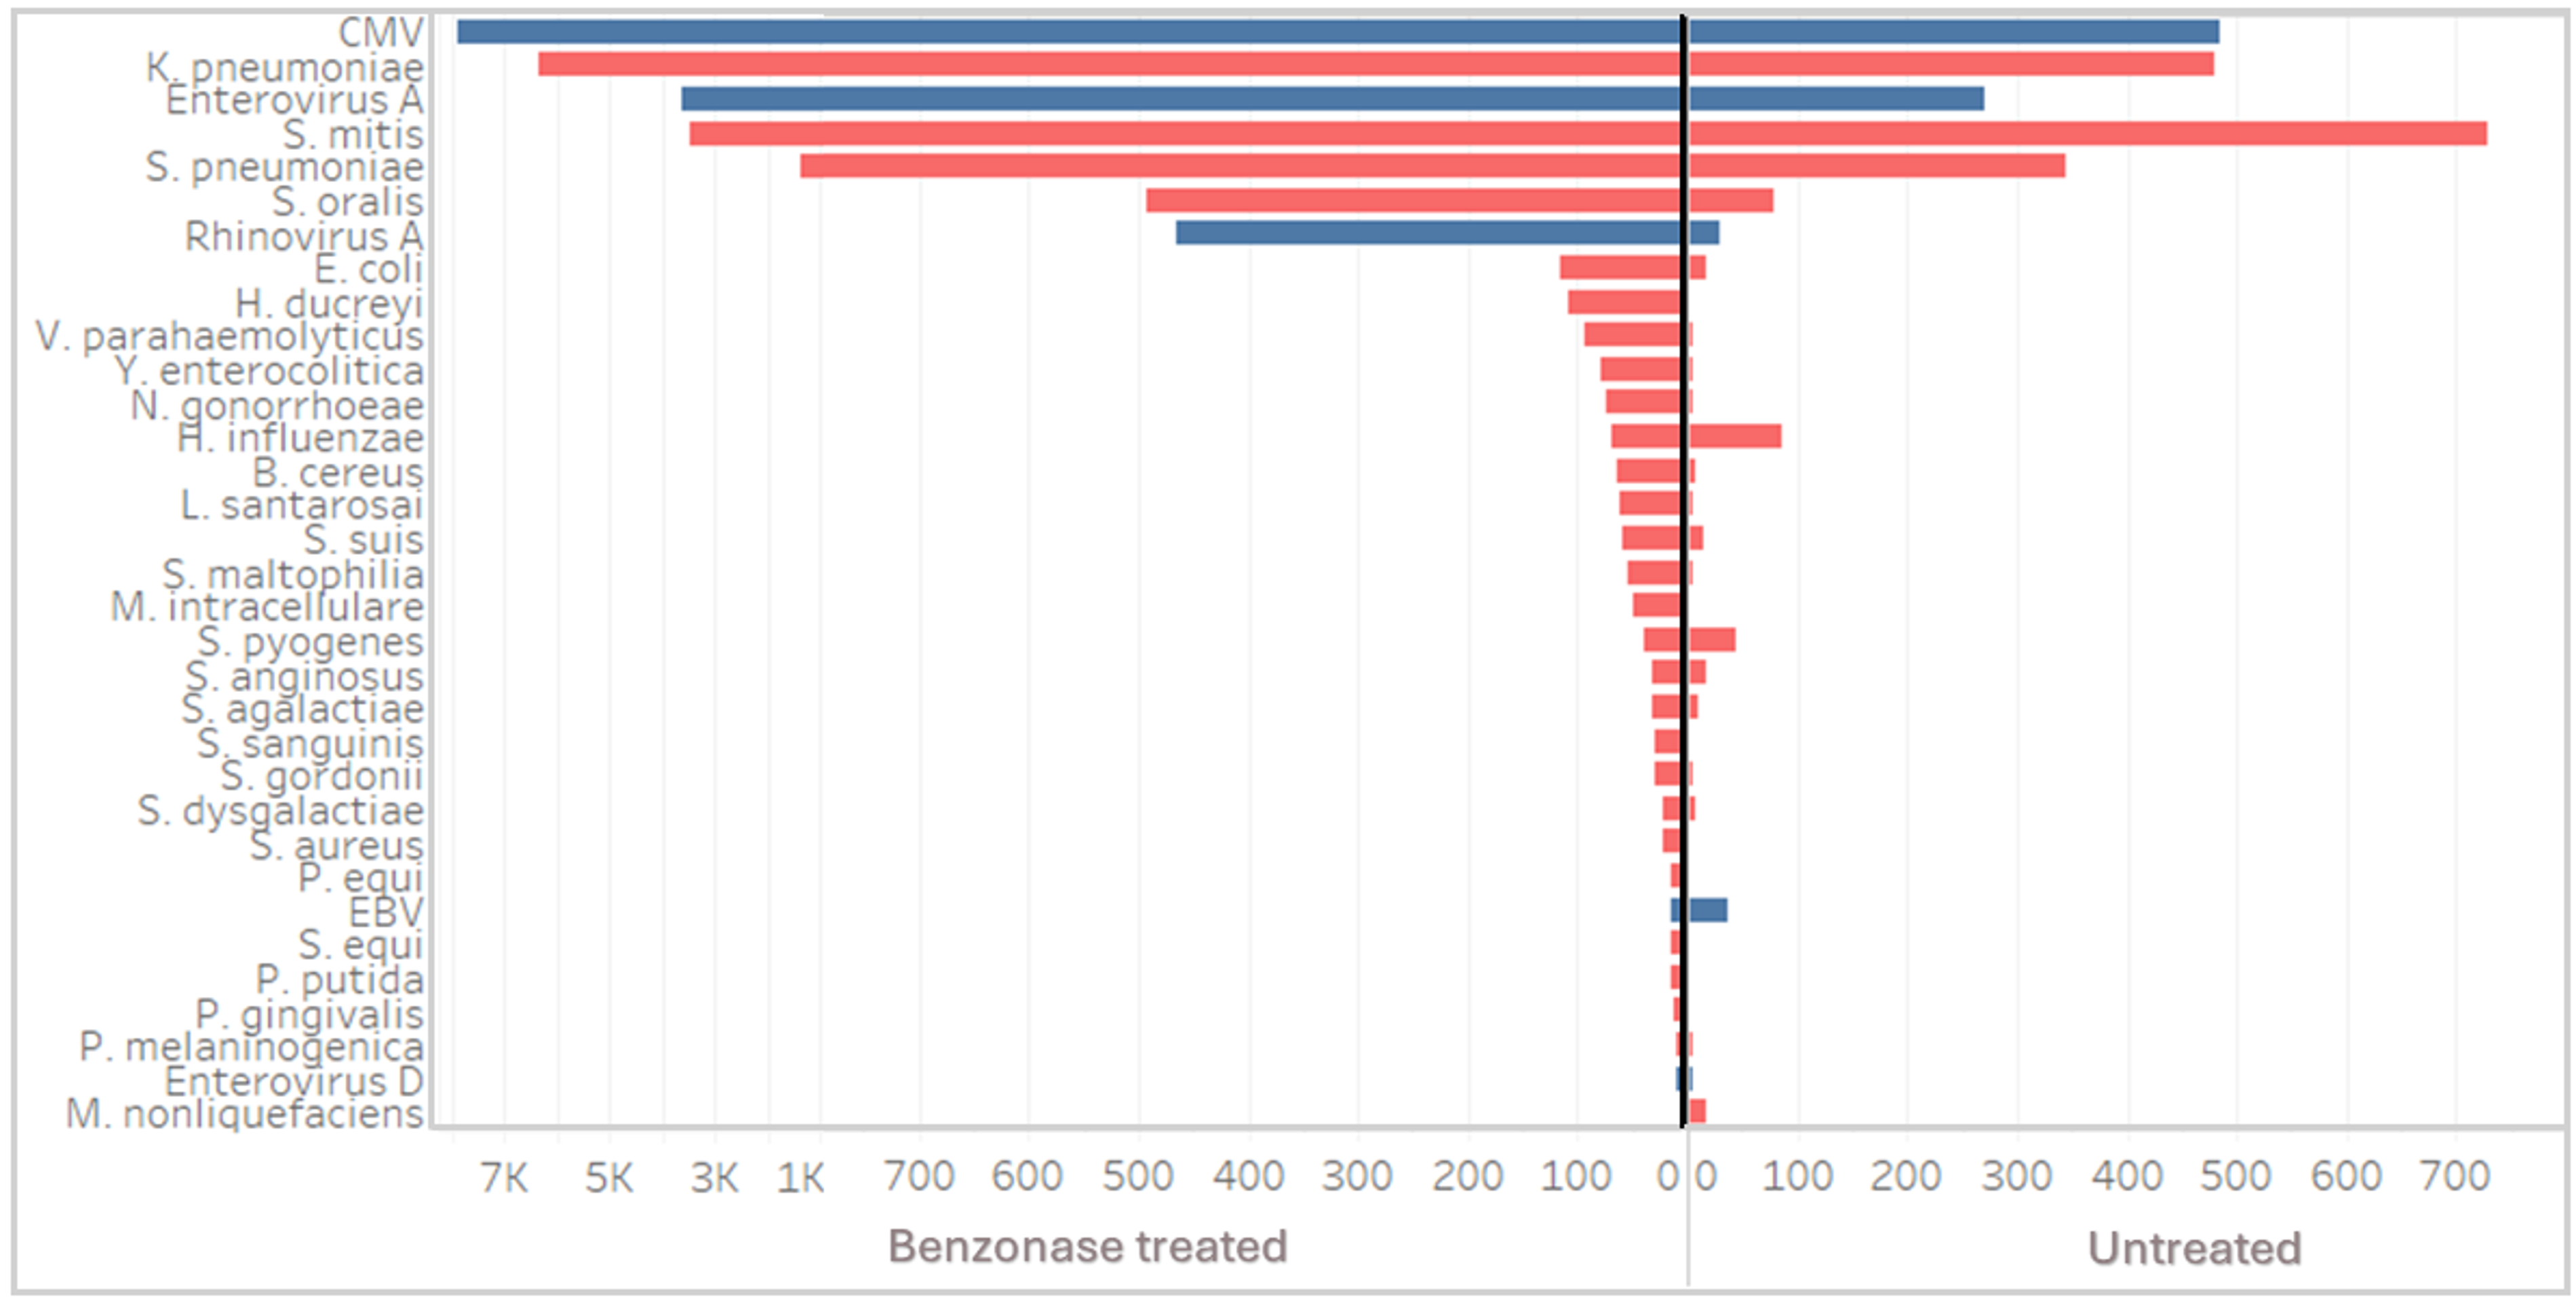 CMV
K. pneumoniae
Enterovirus A
S. mitis
S. pneumoniae
S. oralis
Rhinovirus A
E. coli
H. ducreyi
V. parahaemolyticus
Y. enterocolitica
N. gonorrhoeae
H. influenzae
B. cereus
L. santarosai
S. suis
S. maltophilia
M. intracellulare
S. pyogenes
S. anginosus
S. agalactiae
S. sanguinis
S. gordonii
S. dysgalactiae
S. aureus
P. equi
EBV
S. equi
P. putida
P. gingivalis
P. melaninogenica
Enterovirus D
M. nonliquefaciens
7K 5K 3K 1K 700 600 500 400 300 200 100 0 0 100 200 300 400 500 600 700
Benzonase treated Untreated